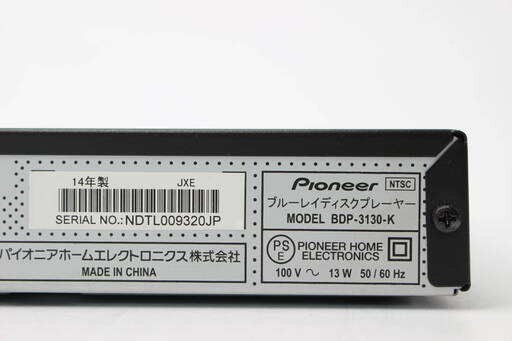 14年製 JXE
SERIAL NO.:NDTL009320JP
パイオニアホームエレクトロニクス株式会社
MADE IN CHINA
Pioneer NTSC
ブルーレイディスクプレーヤー
MODEL BDP-3130-K
PS
E
PIONEER HOME
ELECTRONICS
100 V ～ 13 W 50 / 60 Hz